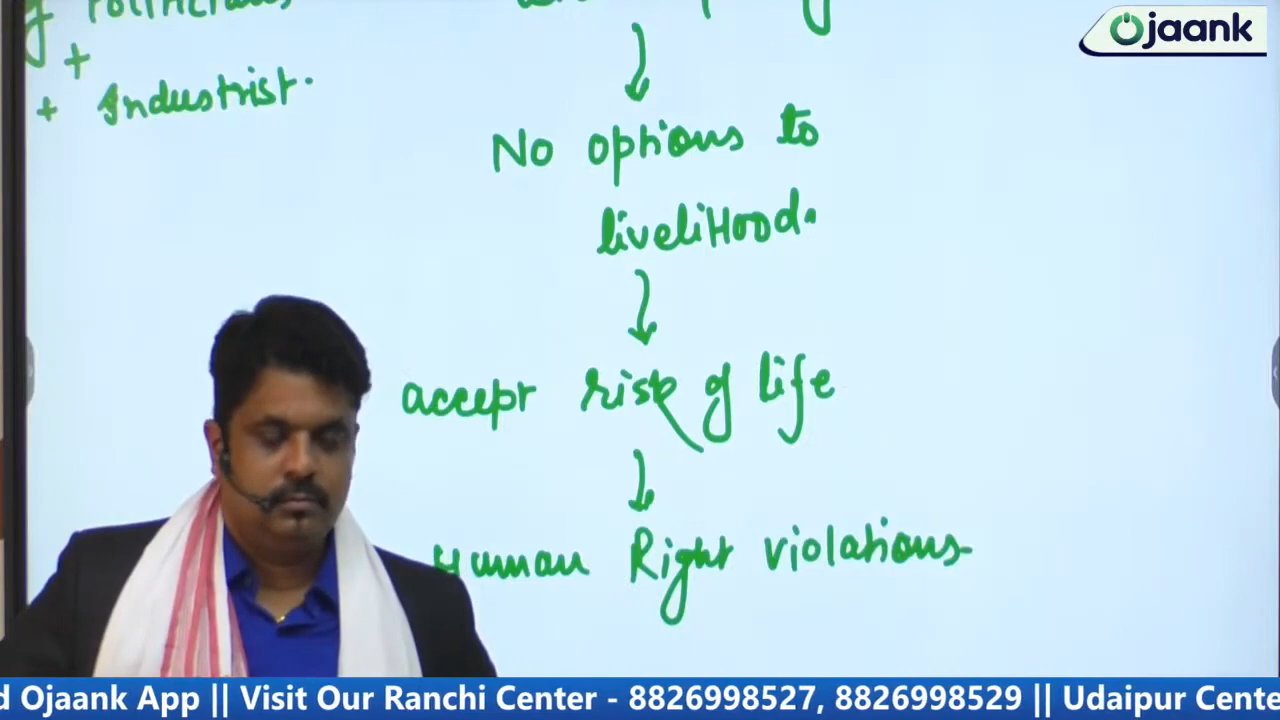 Ojaank
+
+ Industrist.
No options to
liveliHood.
accept risk of life
Human Right violations
d Ojaank App || Visit Our Ranchi Center - 8826998527, 8826998529 || Udaipur Cente